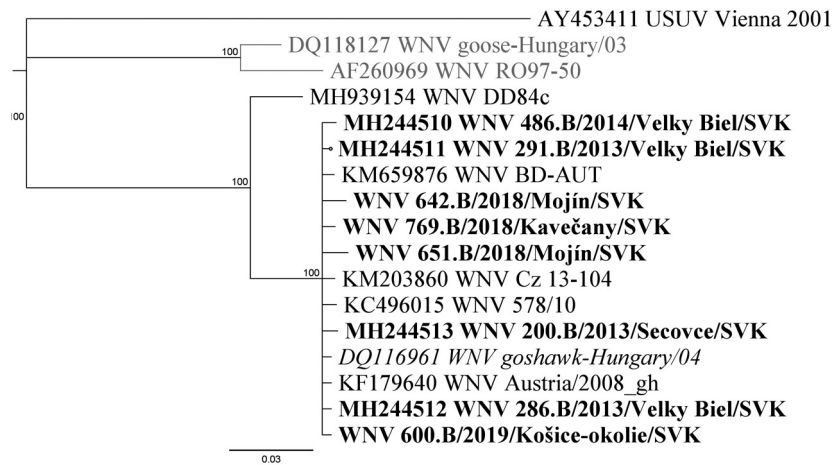 AY453411 USUV Vienna 2001
100
DQ118127 WNV goose-Hungary/03
AF260969 WNV RO97-50
MH939154 WNV DD84c
100
MH244510 WNV 486.B/2014/Velky Biel/SVK
MH244511 WNV 291.B/2013/Velky Biel/SVK
KM659876 WNV BD-AUT
100
WNV 642.B/2018/Mojín/SVK
WNV 769.B/2018/Kavečany/SVK
WNV 651.B/2018/Mojín/SVK
100
KM203860 WNV Cz 13-104
KC496015 WNV 578/10
MH244513 WNV 200.B/2013/Secovce/SVK
DQ116961 WNV goshawk-Hungary/04
KF179640 WNV Austria/2008_gh
MH244512 WNV 286.B/2013/Velky Biel/SVK
WNV 600.B/2019/Košice-okolie/SVK
0.03